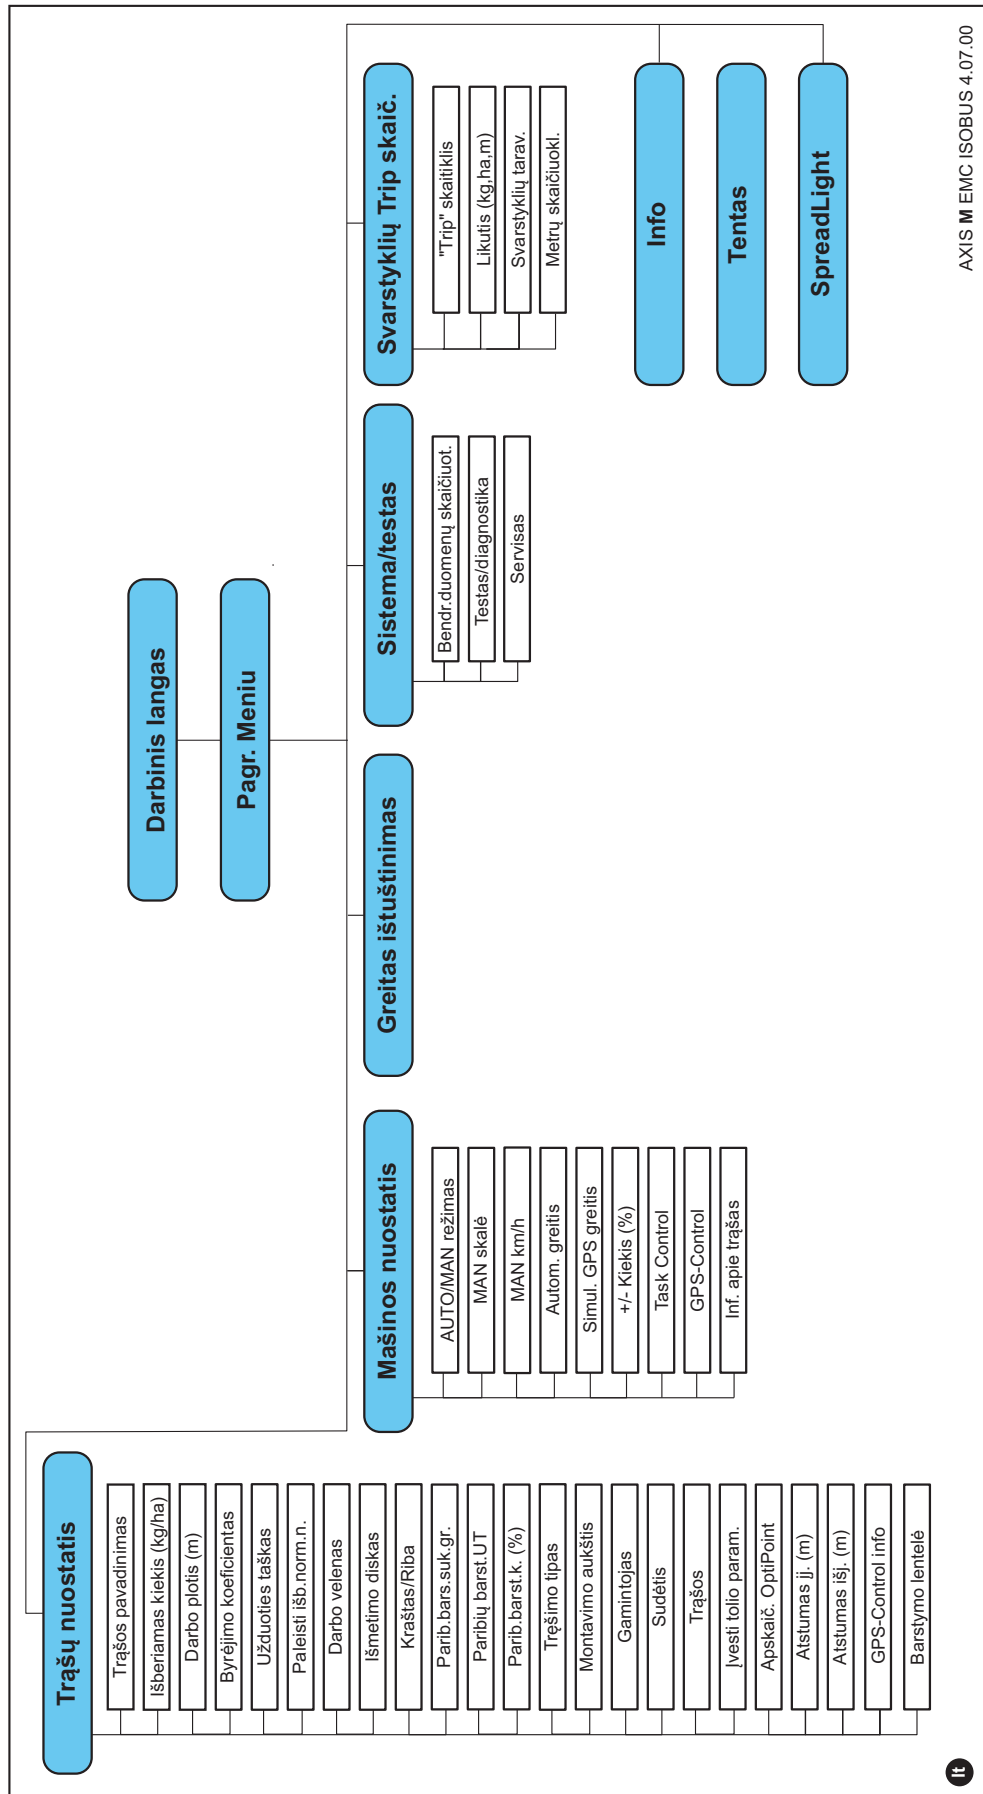 Darbinis langas
Pagr. Meniu
Trąšų nuostatis
Trąšos pavadinimas
Išberiamas kiekis (kg/ha)
Darbo plotis (m)
Byrėjimo koeficientas
Užduoties taškas
Paleisti išb.norm.n.
Darbo velenas
Išmetimo diskas
Kraštas/Riba
Parib.bars.suk.gr.
Paribių barst.UT
Parib.barst.k. (%)
Tręšimo tipas
Montavimo aukštis
Gamintojas
Sudėtis
Trąšos
Įvesti tolio param.
Apskaič. OptiPoint
Atstumas įj. (m)
Atstumas išj. (m)
GPS-Control info
Barstymo lentelė
Mašinos nuostatis
AUTO/MAN režimas
MAN skalė
MAN km/h
Autom. greitis
Simul. GPS greitis
+/- Kiekis (%)
Task Control
GPS-Control
Inf. apie trąšas
Greitas ištuštinimas
Sistema/testas
Bendr.duomenų skaičiuot.
Testas/diagnostika
Servisas
Svarstyklių Trip skaič.
"Trip" skaitiklis
Likutis (kg,ha,m)
Svarstyklių tarav.
Metrų skaičiuokl.
Info
Tentas
SpreadLight
lt
AXIS M EMC ISOBUS 4.07.00